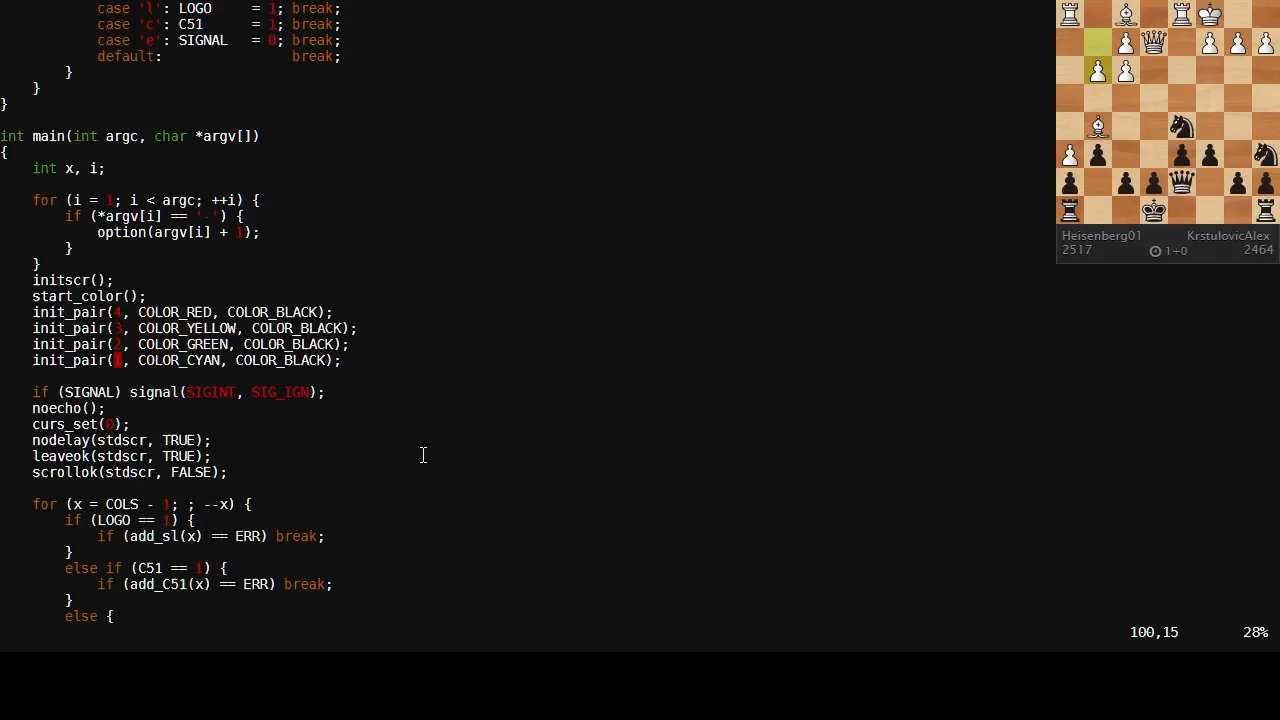 case 'l': LOGO   = 1; break;
case 'c': C51    = 1; break;
case 'e': SIGNAL = 0; break;
default:              break;
}
}
}
int main(int argc, char *argv[])
{
int x, i;
for (i = 1; i < argc; ++i) {
if (*argv[i] == '-') {
option(argv[i] + 1);
}
}
initscr();
start_color();
init_pair(4, COLOR_RED, COLOR_BLACK);
init_pair(3, COLOR_YELLOW, COLOR_BLACK);
init_pair(2, COLOR_GREEN, COLOR_BLACK);
init_pair(1, COLOR_CYAN, COLOR_BLACK);
if (SIGNAL) signal(SIGINT, SIG_IGN);
noecho();
curs_set(0);
nodelay(stdscr, TRUE);
leaveok(stdscr, TRUE);
scrollok(stdscr, FALSE);
for (x = COLS - 1; ; --x) {
if (LOGO == 1) {
if (add_sl(x) == ERR) break;
}
else if (C51 == 1) {
if (add_C51(x) == ERR) break;
}
else {
100,15 28%
Heisenberg01 KrstulovicAlex
2517 1+0 2464